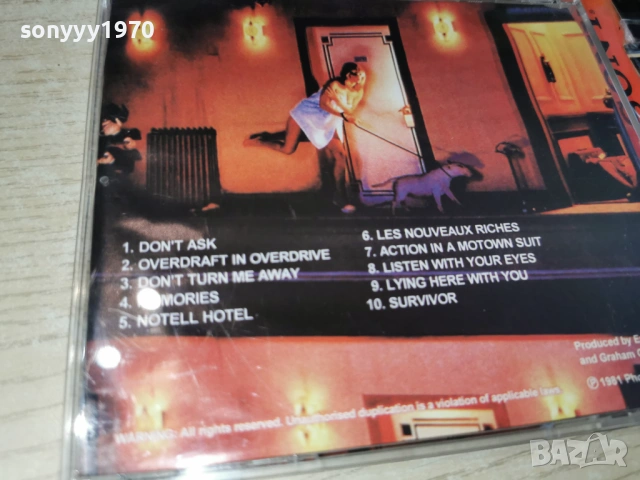 sonyyy1970
1. DON'T ASK
2. OVERDRAFT IN OVERDRIVE
3. DON'T TURN ME AWAY
4. MEMORIES
5. NOTELL HOTEL
6. LES NOUVEAUX RICHES
7. ACTION IN A MOTOWN SUIT
8. LISTEN WITH YOUR EYES
9. LYING HERE WITH YOU
10. SURVIVOR
Produced by E
and Graham G
℗ 1981 Pho
WARNING: All rights reserved. Unauthorised duplication is a violation of applicable laws.
BAZAR
bg